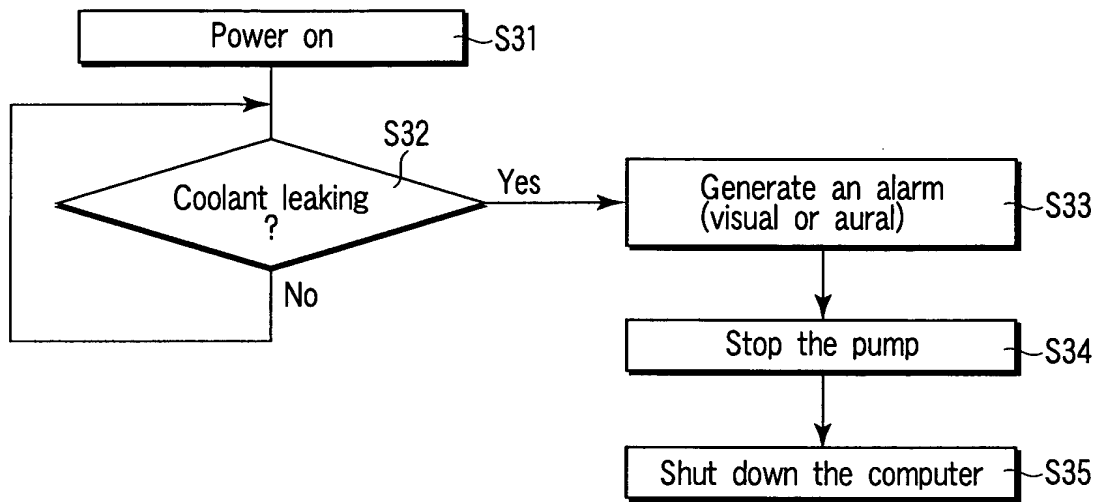 Power on
S31
S32
Coolant leaking
?
Yes
No
Generate an alarm
(visual or aural)
S33
Stop the pump
S34
Shut down the computer
S35